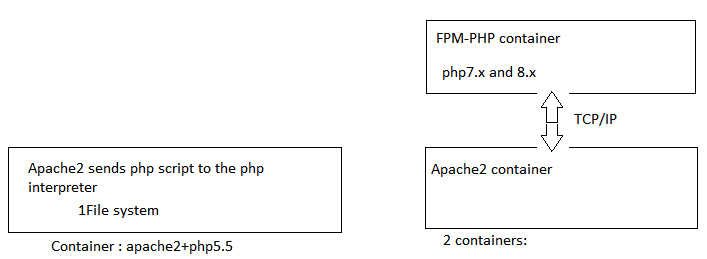 FPM-PHP container
php7.x and 8.x
TCP/IP
Apache2 sends php script to the php
interpreter
1File system
Container : apache2+php5.5
Apache2 container
2 containers: